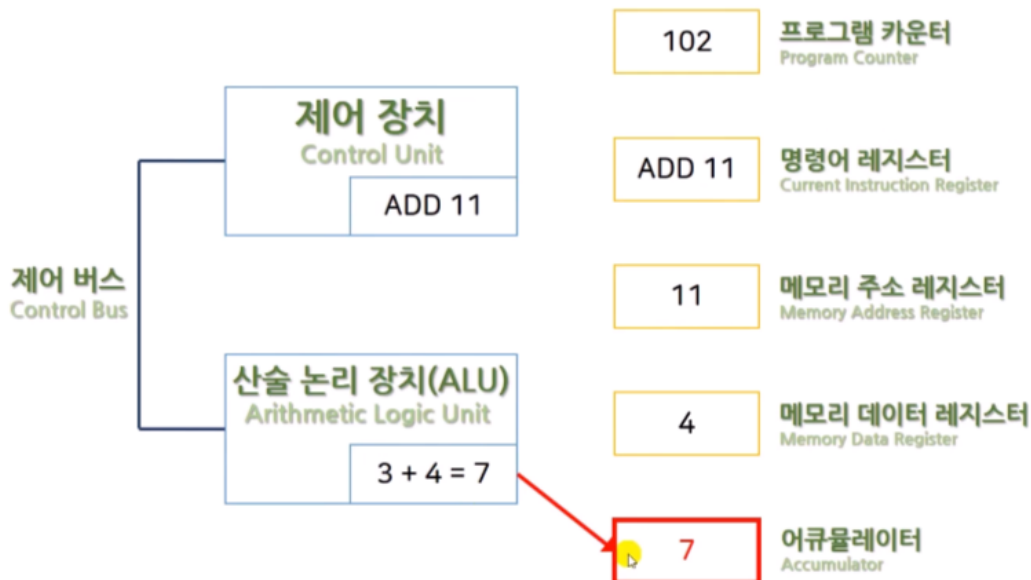 102
프로그램 카운터
Program Counter
제어 장치
Control Unit
ADD 11
ADD 11
명령어 레지스터
Current Instruction Register
제어 버스
Control Bus
11
메모리 주소 레지스터
Memory Address Register
산술 논리 장치(ALU)
Arithmetic Logic Unit
3 + 4 = 7
4
메모리 데이터 레지스터
Memory Data Register
7
어큐뮬레이터
Accumulator